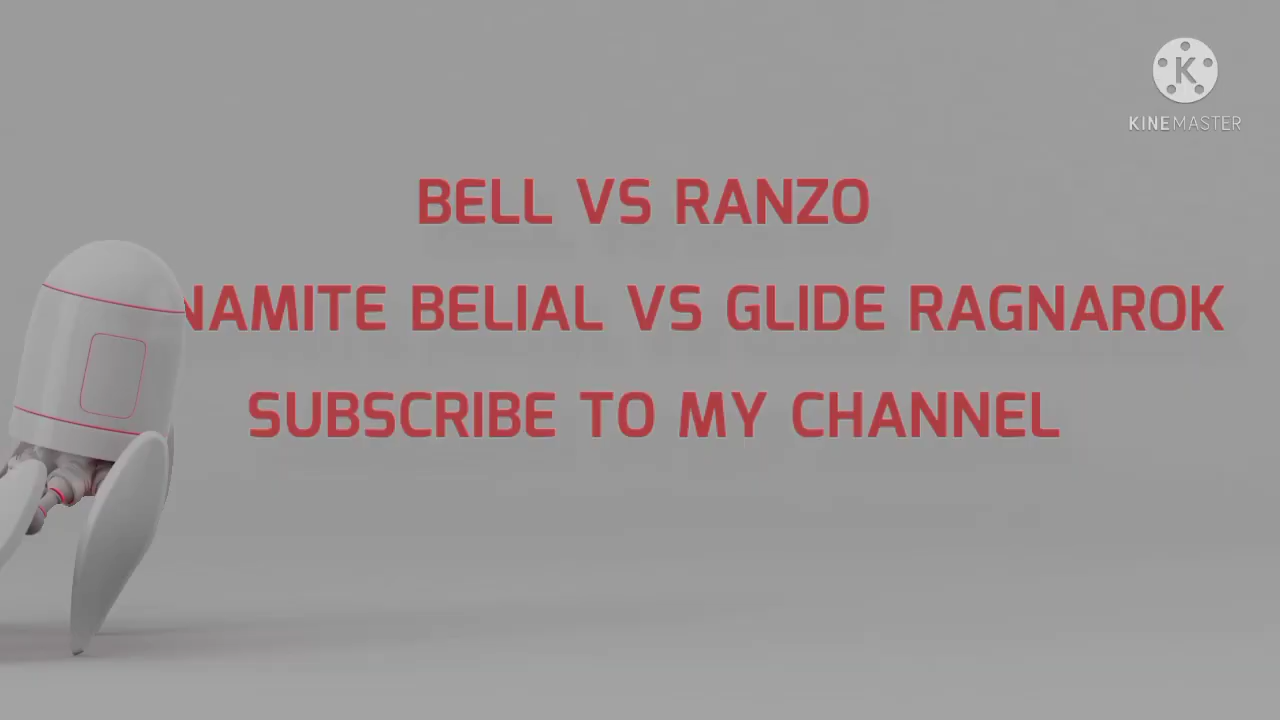 KINEMASTER
BELL VS RANZO
NAMITE BELIAL VS GLIDE RAGNAROK
SUBSCRIBE TO MY CHANNEL